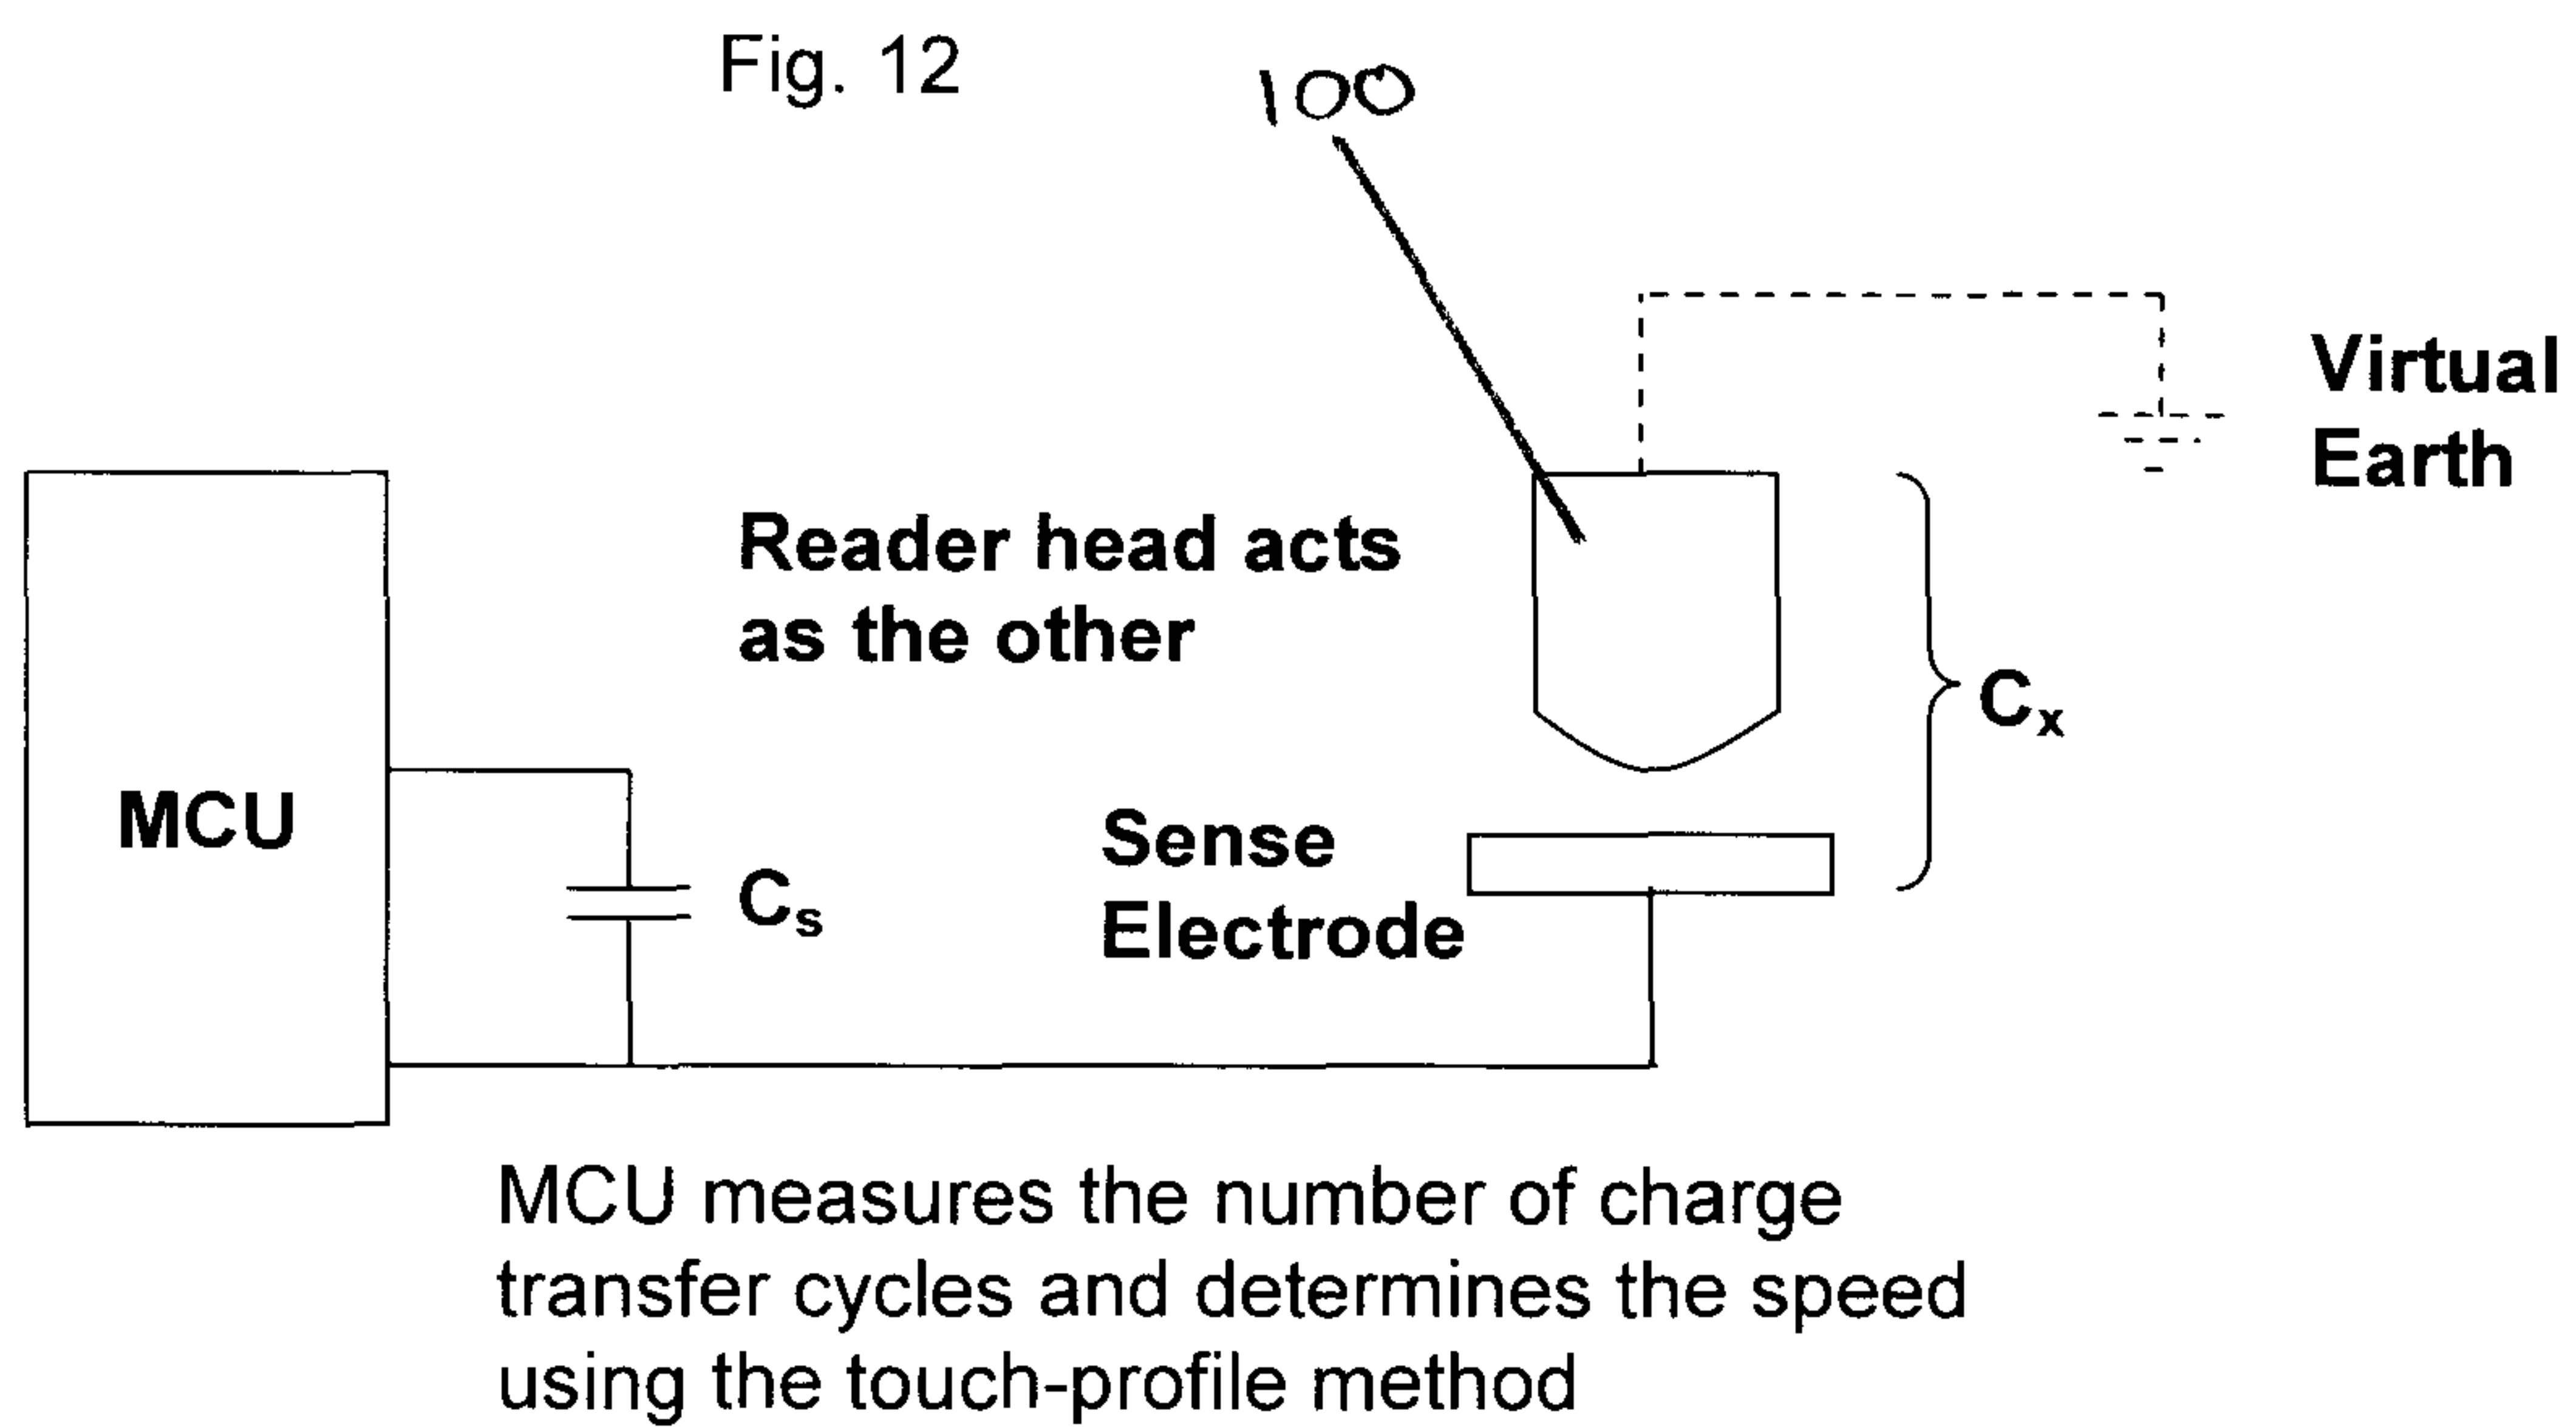 Fig. 12
100
Virtual
Earth
Reader head acts
as the other
Cx
MCU
Cs
Sense
Electrode
MCU measures the number of charge
transfer cycles and determines the speed
using the touch-profile method